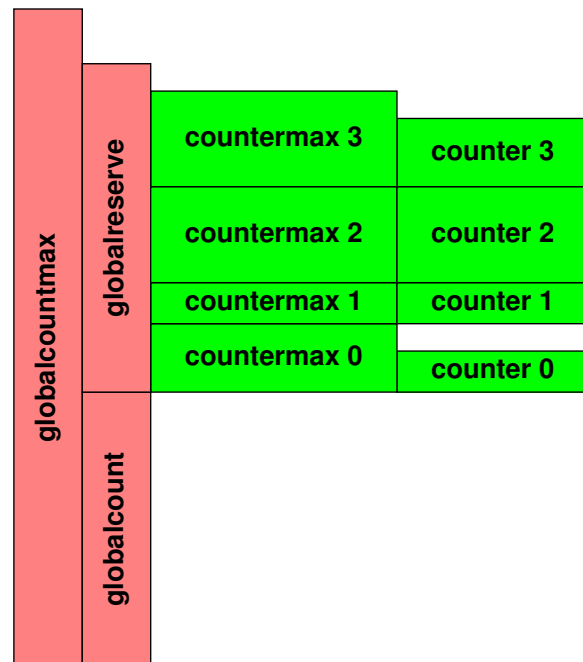 globalcountmax
globalreserve
globalcount
countermax 3
counter 3
countermax 2
counter 2
countermax 1
counter 1
countermax 0
counter 0